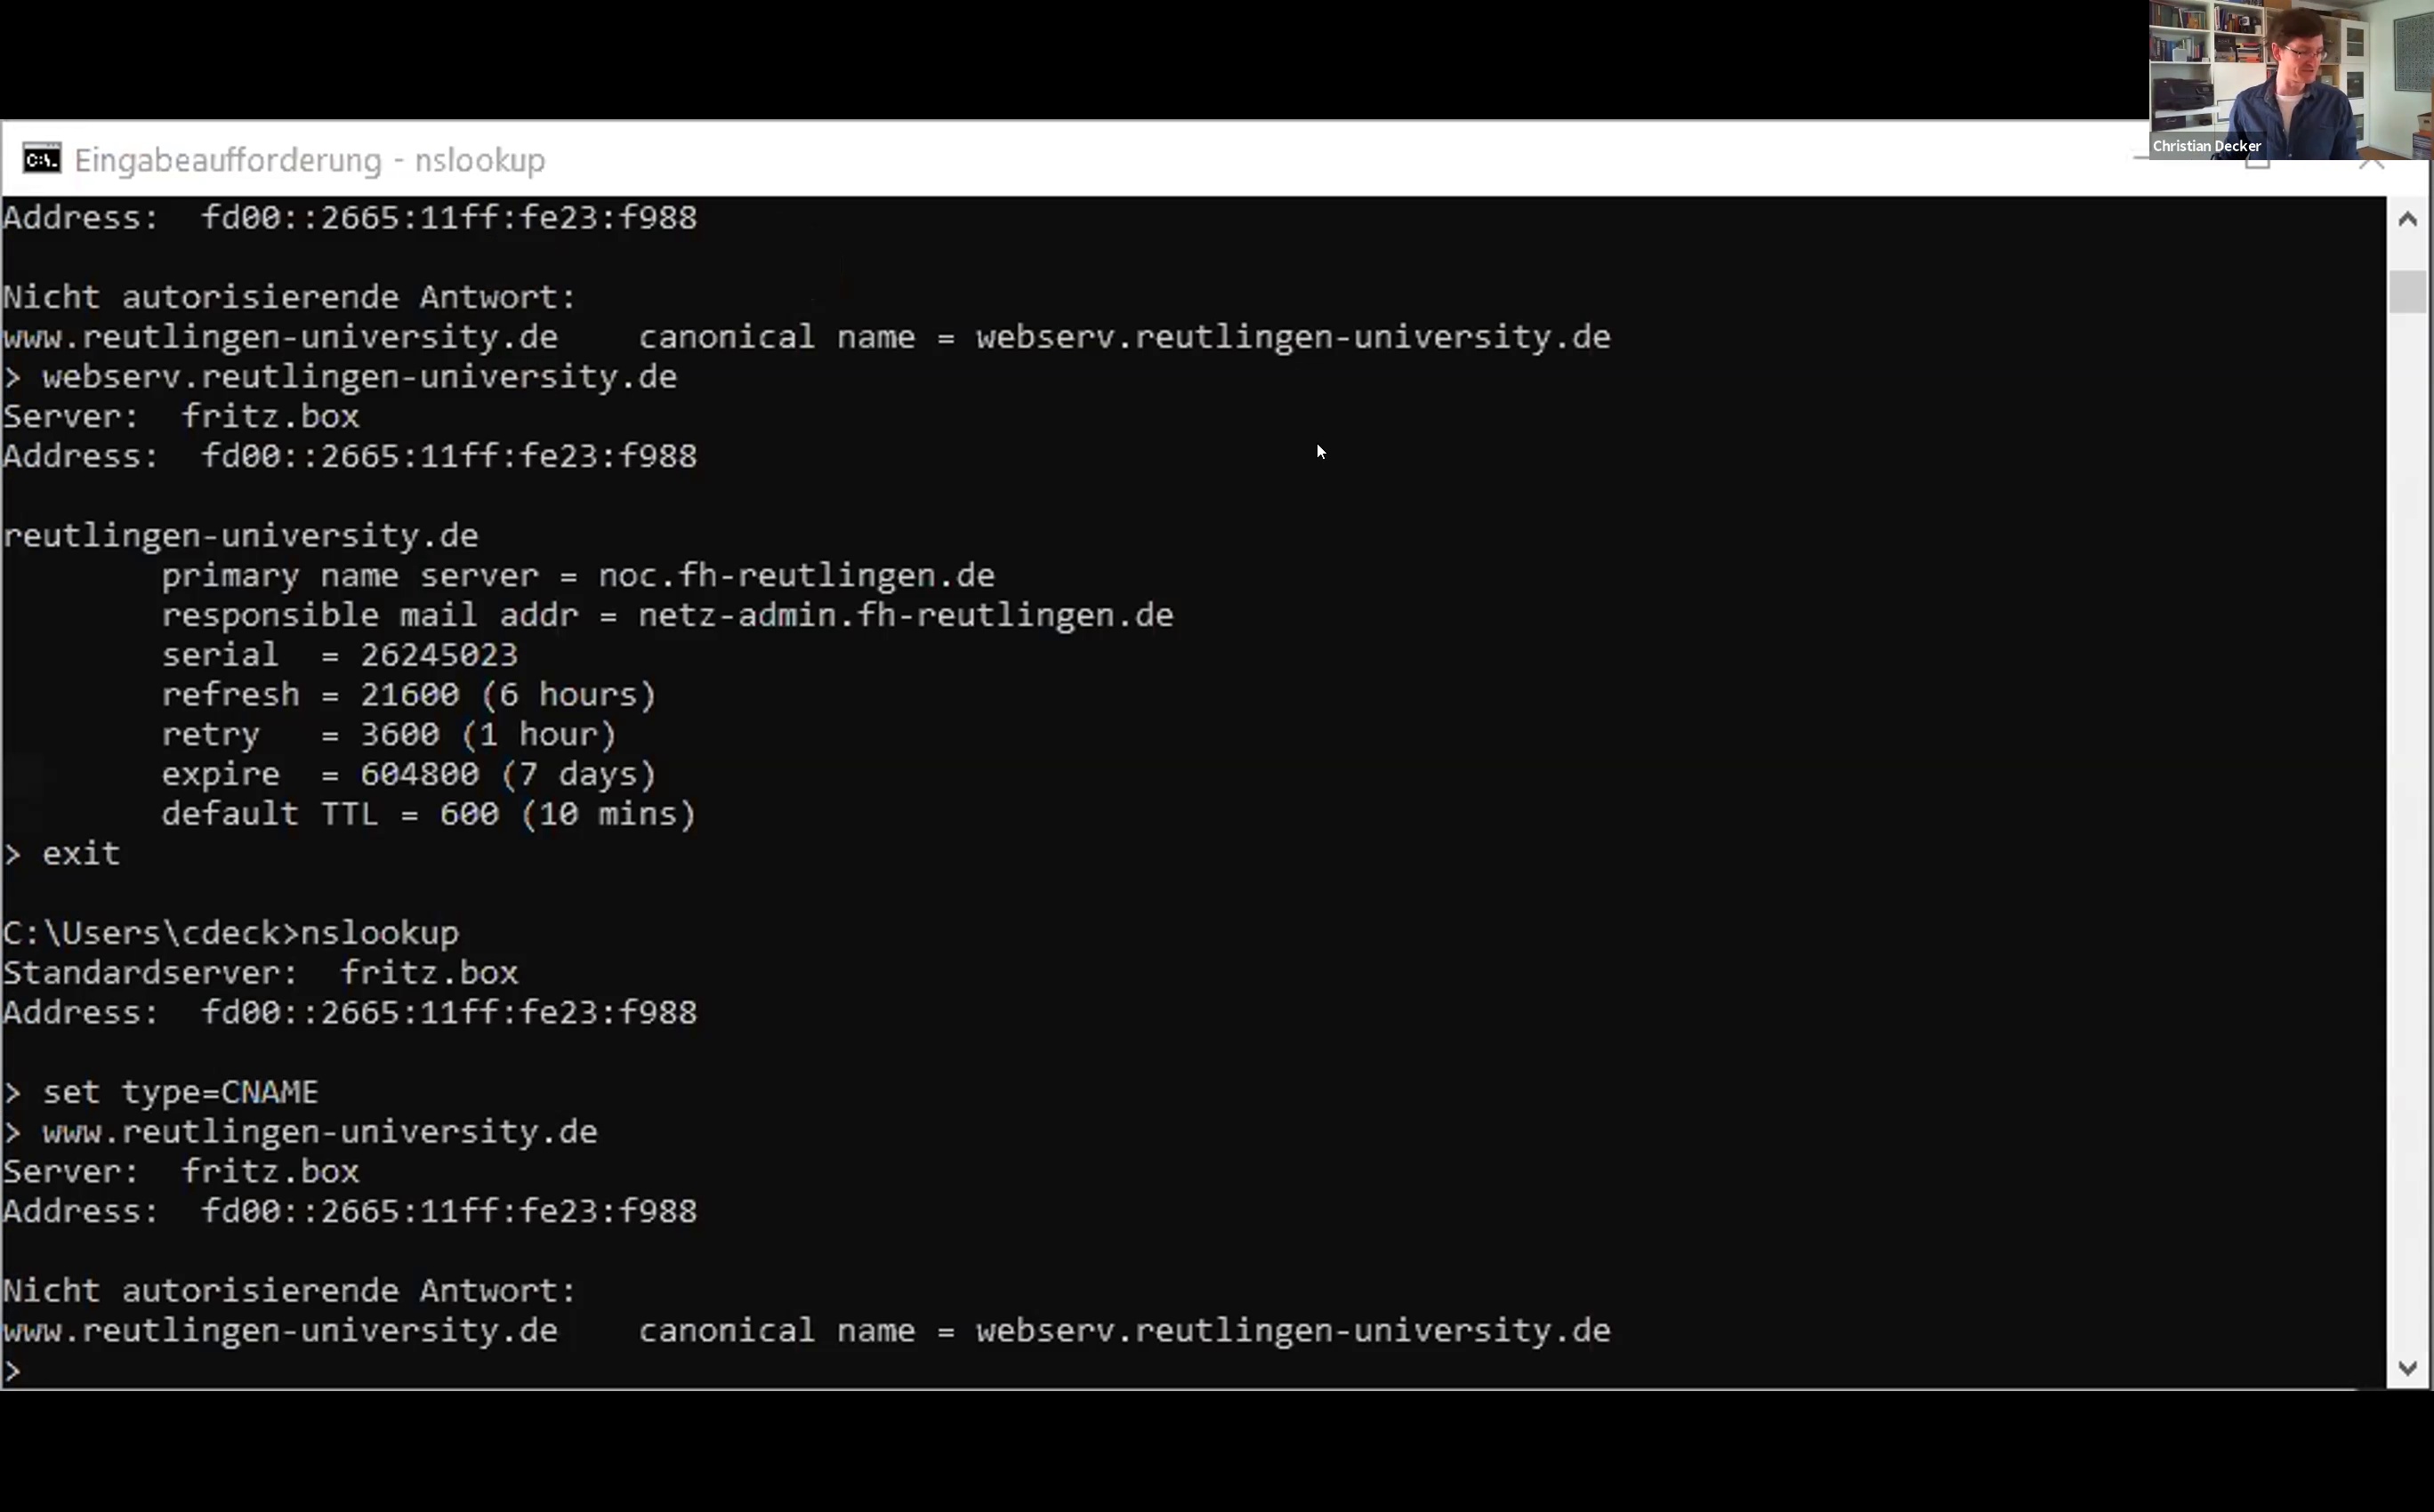 Christian Decker
Eingabeaufforderung - nslookup
Address:  fd00::2665:11ff:fe23:f988
Nicht autorisierende Antwort:
www.reutlingen-university.de    canonical name = webserv.reutlingen-university.de
> webserv.reutlingen-university.de
Server:  fritz.box
Address:  fd00::2665:11ff:fe23:f988
reutlingen-university.de
        primary name server = noc.fh-reutlingen.de
        responsible mail addr = netz-admin.fh-reutlingen.de
        serial  = 26245023
        refresh = 21600 (6 hours)
        retry   = 3600 (1 hour)
        expire  = 604800 (7 days)
        default TTL = 600 (10 mins)
> exit
C:\Users\cdeck>nslookup
Standardserver:  fritz.box
Address:  fd00::2665:11ff:fe23:f988
> set type=CNAME
> www.reutlingen-university.de
Server:  fritz.box
Address:  fd00::2665:11ff:fe23:f988
Nicht autorisierende Antwort:
www.reutlingen-university.de    canonical name = webserv.reutlingen-university.de
>